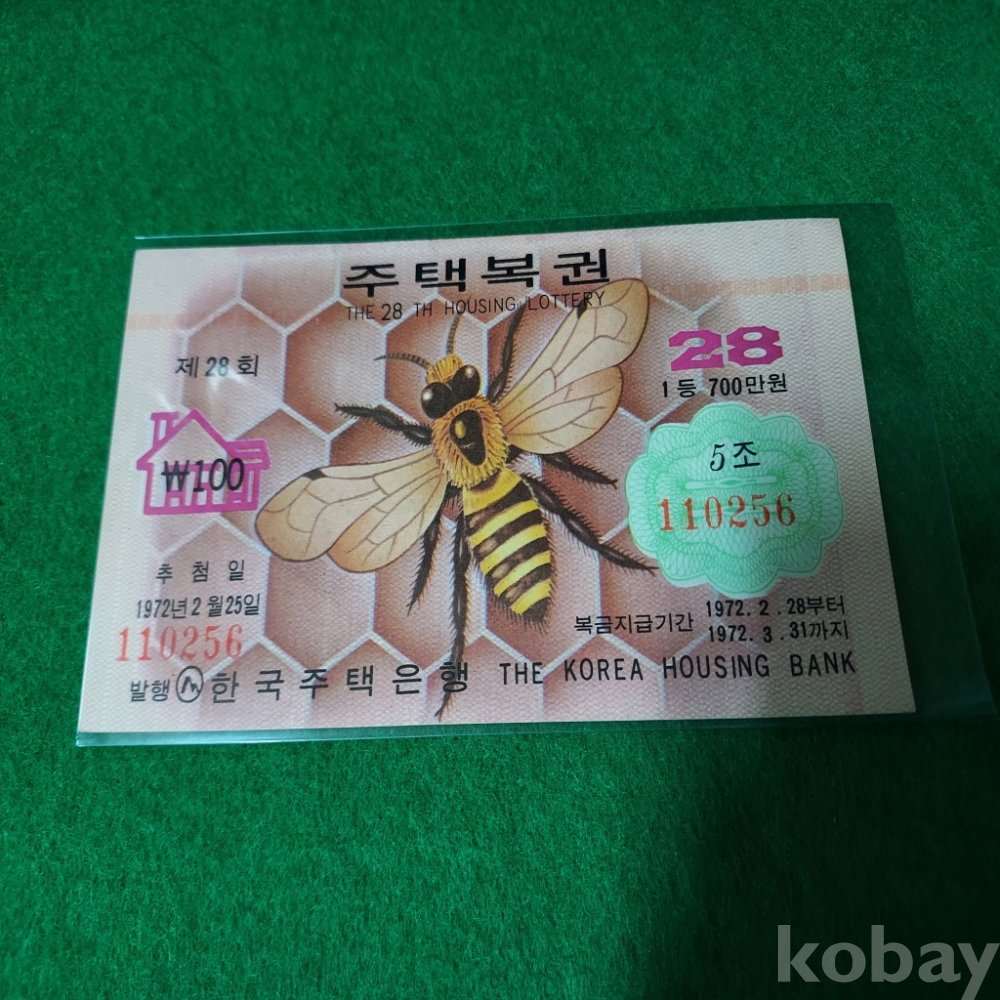 주택복권
THE 28 TH HOUSING LOTTERY
제 28 회
28
1 등 700만원
₩100
5조
110256
추 첨 일
1972년 2 월 25일
110256
복금지급기간 1972. 2. 28부터
1972. 3. 31까지
발행 한국주택은행 THE KOREA HOUSING BANK
kobay